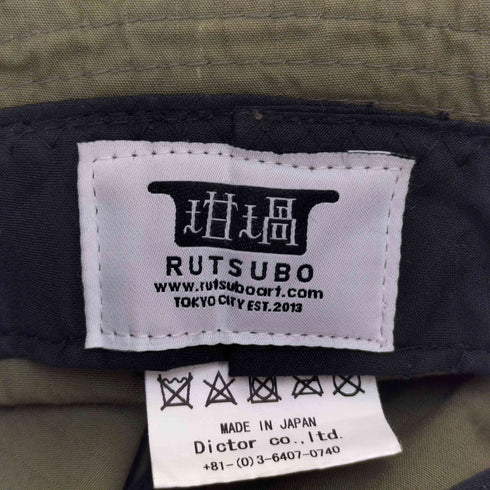 坩堝
RUTSUBO
www.rutsuboart.com
TOKYO CITY EST. 2013
MADE IN JAPAN
Dictor co.,ltd.
+81-(0)3-6407-0740